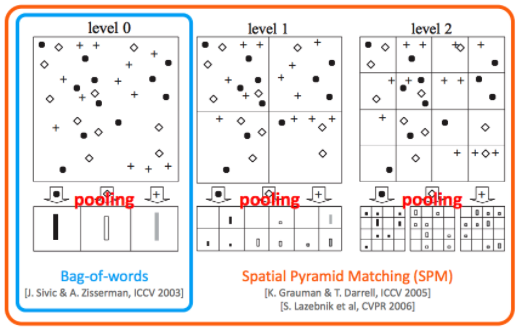 level 0
level 1
level 2
pooling
pooling
pooling
Bag-of-words
[J. Sivic & A. Zisserman, ICCV 2003]
Spatial Pyramid Matching (SPM)
[K. Grauman & T. Darrell, ICCV 2005]
[S. Lazebnik et al, CVPR 2006]